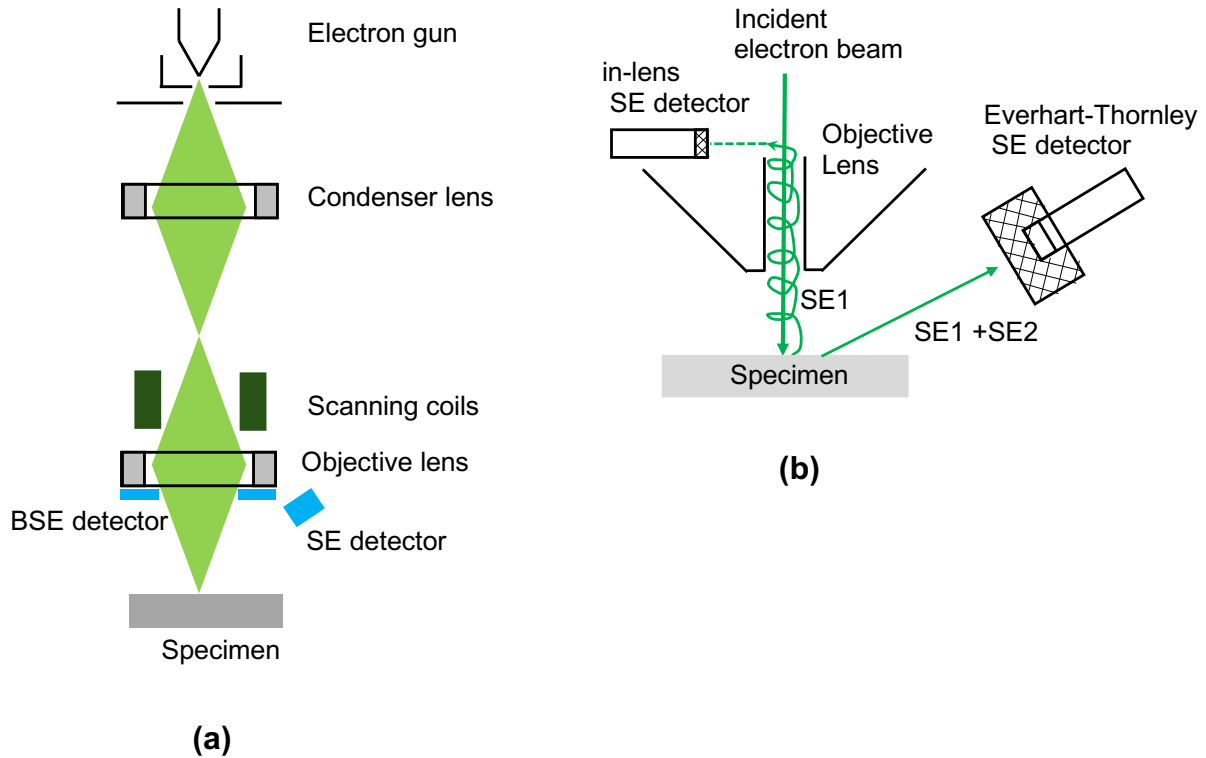 Electron gun
Condenser lens
Scanning coils
Objective lens
BSE detector
SE detector
Specimen
(a)
Incident
electron beam
in-lens
SE detector
Objective
Lens
Everhart-Thornley
SE detector
SE1
SE1 +SE2
Specimen
(b)